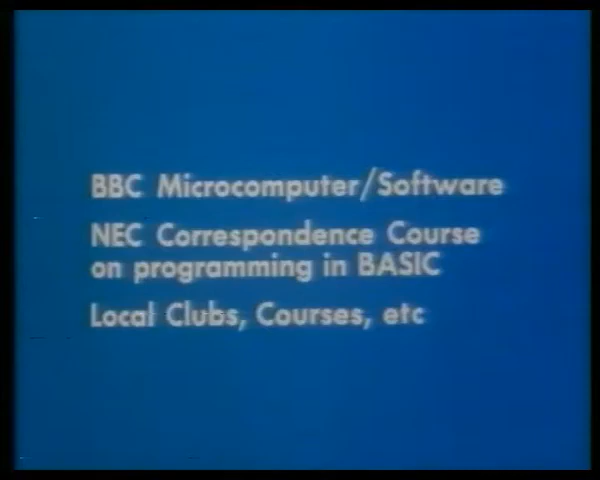 BBC Microcomputer/Software
NEC Correspondence Course
on programming in BASIC
Local Clubs, Courses, etc